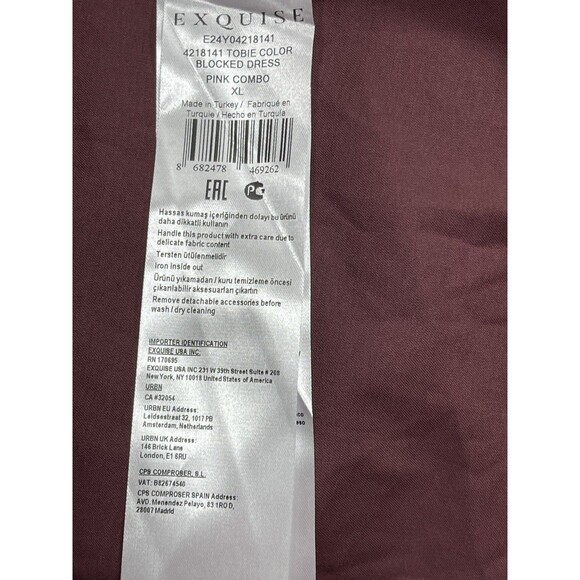 EXQUISE
E24Y04218141
4218141 TOBIE COLOR
BLOCKED DRESS
PINK COMBO
XL
Made in Turkey / Fabriqué en
Turquie / Hecho en Turquia
8 682478 469262
EAC PC
Hassas kumaş içeriğinden dolayı bu ürünü
daha dikkatli kullanın
Handle this product with extra care due to
delicate fabric content
Tersten ütülenmelidir
Iron inside out
Ürünü yıkamadan / kuru temizleme öncesi
çıkarılabilir aksesuarları çıkartın
Remove detachable accessories before
wash / dry cleaning
IMPORTER IDENTIFICATION
EXQUISE USA INC.
RN 170695
EXQUISE USA INC 231 W 39th Street Suite # 208
New York, NY 10018 United States of America
URBN
CA #32054
URBN EU Address:
Leidsestraat 32, 1017 PB
Amsterdam, Netherlands
URBN UK Address:
146 Brick Lane
London, E1 6RU
CPS COMPROSER, S.L.
VAT: B82674540
CPS COMPROSER SPAIN Address:
AVD. Menendez Pelayo, 83 1RO D,
28007 Madrid